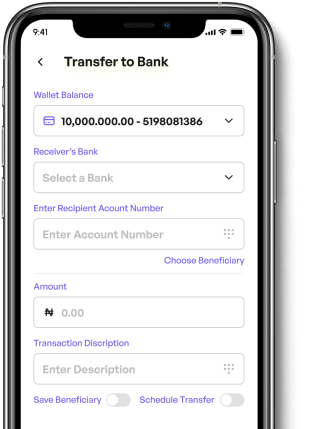 9:41
Transfer to Bank
Wallet Balance
10,000.000.00 - 5198081386
Receiver's Bank
Select a Bank
Enter Recipient Acount Number
Enter Account Number
Choose Beneficiary
Amount
₦ 0.00
Transaction Discription
Enter Description
Save Beneficiary Schedule Transfer